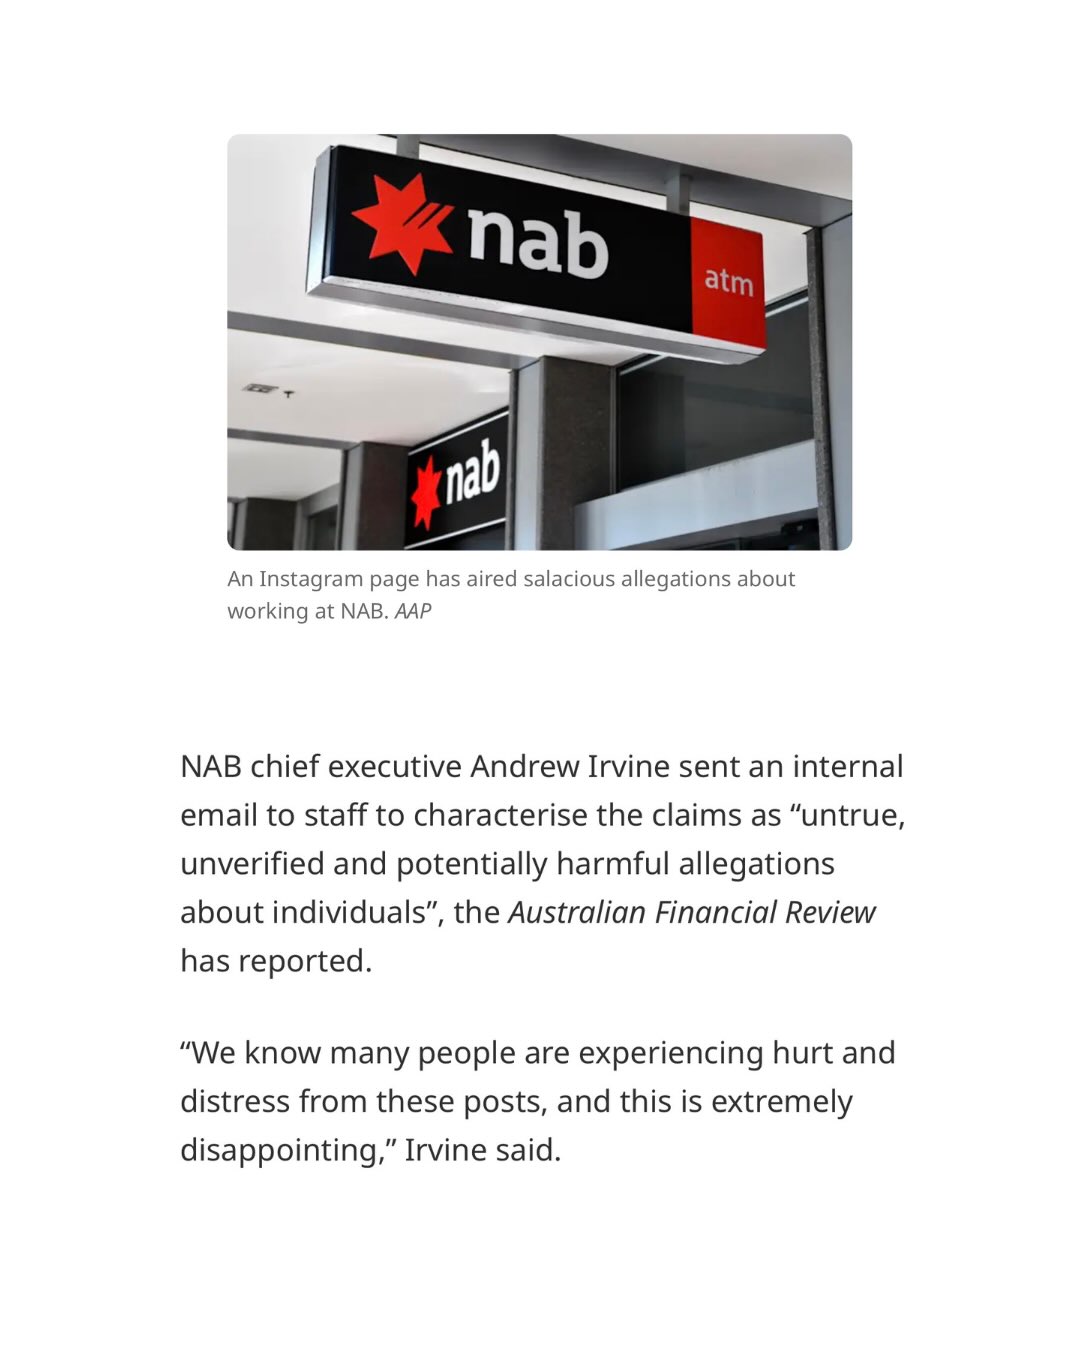 nab
atm
nab
An Instagram page has aired salacious allegations about
working at NAB. AAP
NAB chief executive Andrew Irvine sent an internal
email to staff to characterise the claims as “untrue,
unverified and potentially harmful allegations
about individuals”, the Australian Financial Review
has reported.
“We know many people are experiencing hurt and
distress from these posts, and this is extremely
disappointing,” Irvine said.